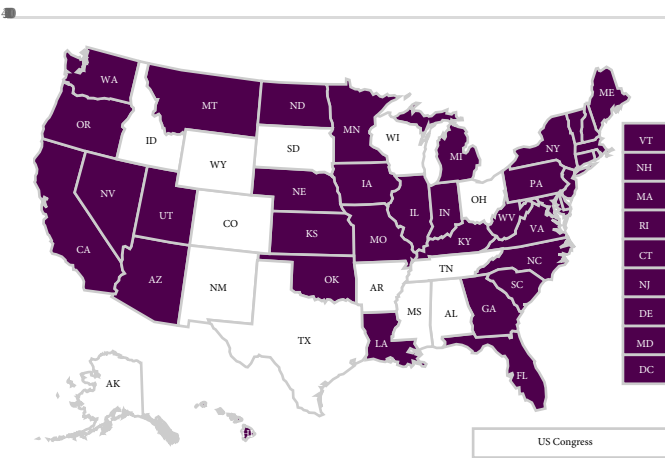 WA
MT
ND
ME
OR
MN
ID
SD
WI
NY
VT
WY
MI
NH
NV
NE
IA
PA
UT
CO
IL
IN
OH
MA
WV
VA
RI
CA
KS
MO
KY
NC
CT
AZ
NM
OK
TN
AR
SC
NJ
MS
AL
GA
DE
TX
LA
MD
FL
DC
AK
US Congress